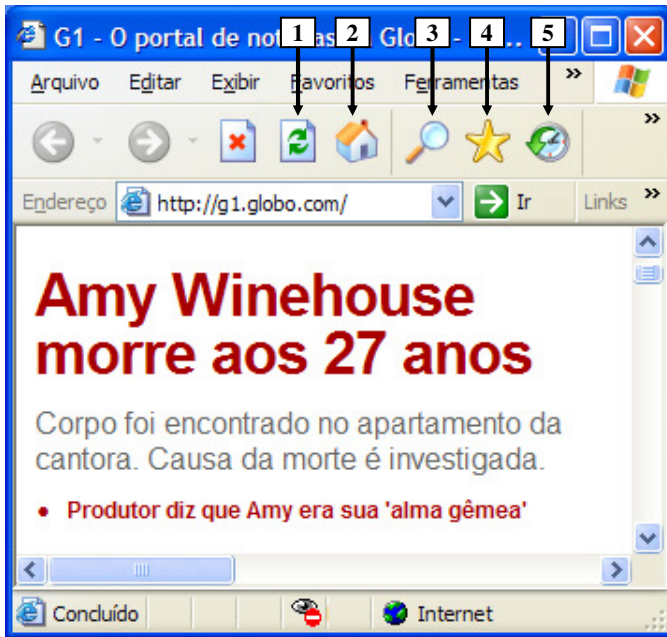 G1 - O portal de no
1
2
3
4
5
Arquivo Editar Exibir Favoritos Ferramentas »
»
Endereço http://g1.globo.com/ Ir Links »
Amy Winehouse
morre aos 27 anos
Corpo foi encontrado no apartamento da
cantora. Causa da morte é investigada.
• Produtor diz que Amy era sua 'alma gêmea'
Concluído Internet